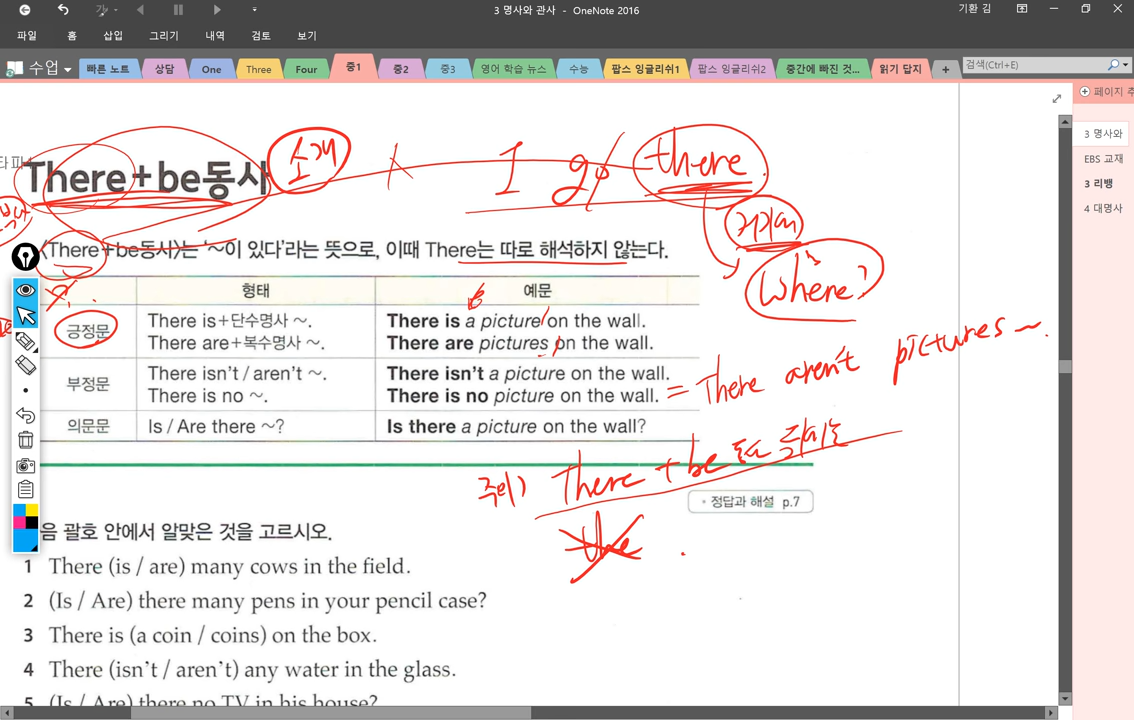 3 명사와 관사 - OneNote 2016
기환 김
파일 홈 삽입 그리기 내역 검토 보기
수업 빠른 노트 상담 One Three Four 중1 중2 중3 영어 학습 뉴스 수능 팝스 잉글리쉬1 팝스 잉글리쉬2 중간에 빠진 것... 읽기 답지 +
검색(Ctrl+E)
페이지 추
3 명사와
EBS 교재
3 리뱅
4 대명사
타파
There+be동사
소개
I go there
거기에
where?
〈There+be동사〉는 ‘~이 있다’라는 뜻으로, 이때 There는 따로 해석하지 않는다.
형태 예문
긍정문 There is+단수명사 ~. There is a picture on the wall.
There are+복수명사 ~. There are pictures on the wall.
부정문 There isn't / aren't ~. There isn't a picture on the wall.
There is no ~. There is no picture on the wall.
= There aren't pictures ~.
의문문 Is / Are there ~? Is there a picture on the wall?
There + be
the
• 정답과 해설 p.7
음 괄호 안에서 알맞은 것을 고르시오.
1 There (is / are) many cows in the field.
2 (Is / Are) there many pens in your pencil case?
3 There is (a coin / coins) on the box.
4 There (isn't / aren't) any water in the glass.
5 (Is / Are) there no TV in his house?